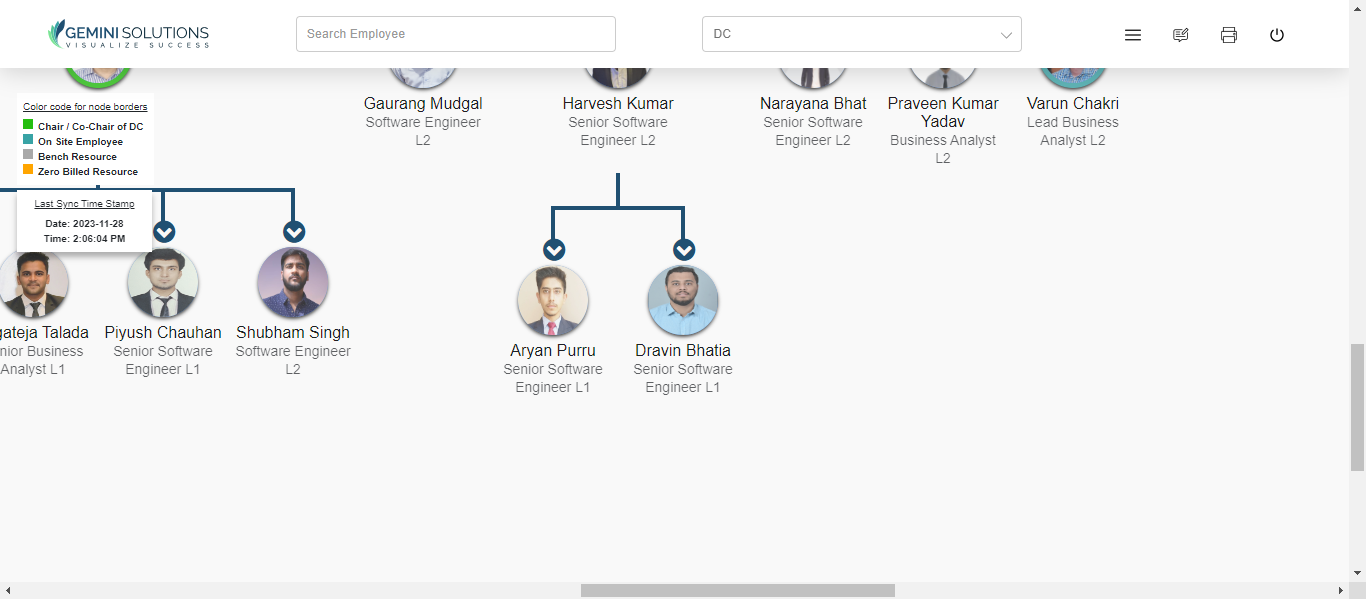 GEMINI SOLUTIONS
VISUALIZE SUCCESS
Search Employee
DC
Color code for node borders
Chair / Co-Chair of DC
On Site Employee
Bench Resource
Zero Billed Resource
Last Sync Time Stamp
Date: 2023-11-28
Time: 2:06:04 PM
Gaurang Mudgal
Software Engineer
L2
Harvesh Kumar
Senior Software
Engineer L2
Narayana Bhat
Senior Software
Engineer L2
Praveen Kumar
Yadav
Business Analyst
L2
Varun Chakri
Lead Business
Analyst L2
Talada
Business
Analyst L1
Piyush Chauhan
Senior Software
Engineer L1
Shubham Singh
Software Engineer
L2
Aryan Purru
Senior Software
Engineer L1
Dravin Bhatia
Senior Software
Engineer L1